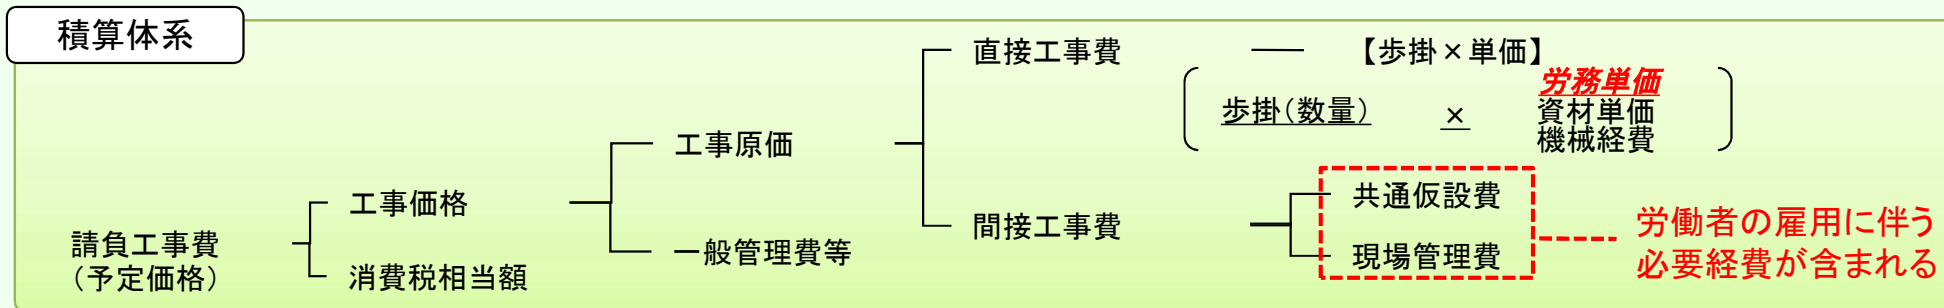 積算体系
直接工事費
【歩掛×単価】
歩掛(数量)
×
労務単価
資材単価
機械経費
工事原価
共通仮設費
工事価格
間接工事費
労働者の雇用に伴う
必要経費が含まれる
請負工事費
(予定価格)
一般管理費等
現場管理費
消費税相当額